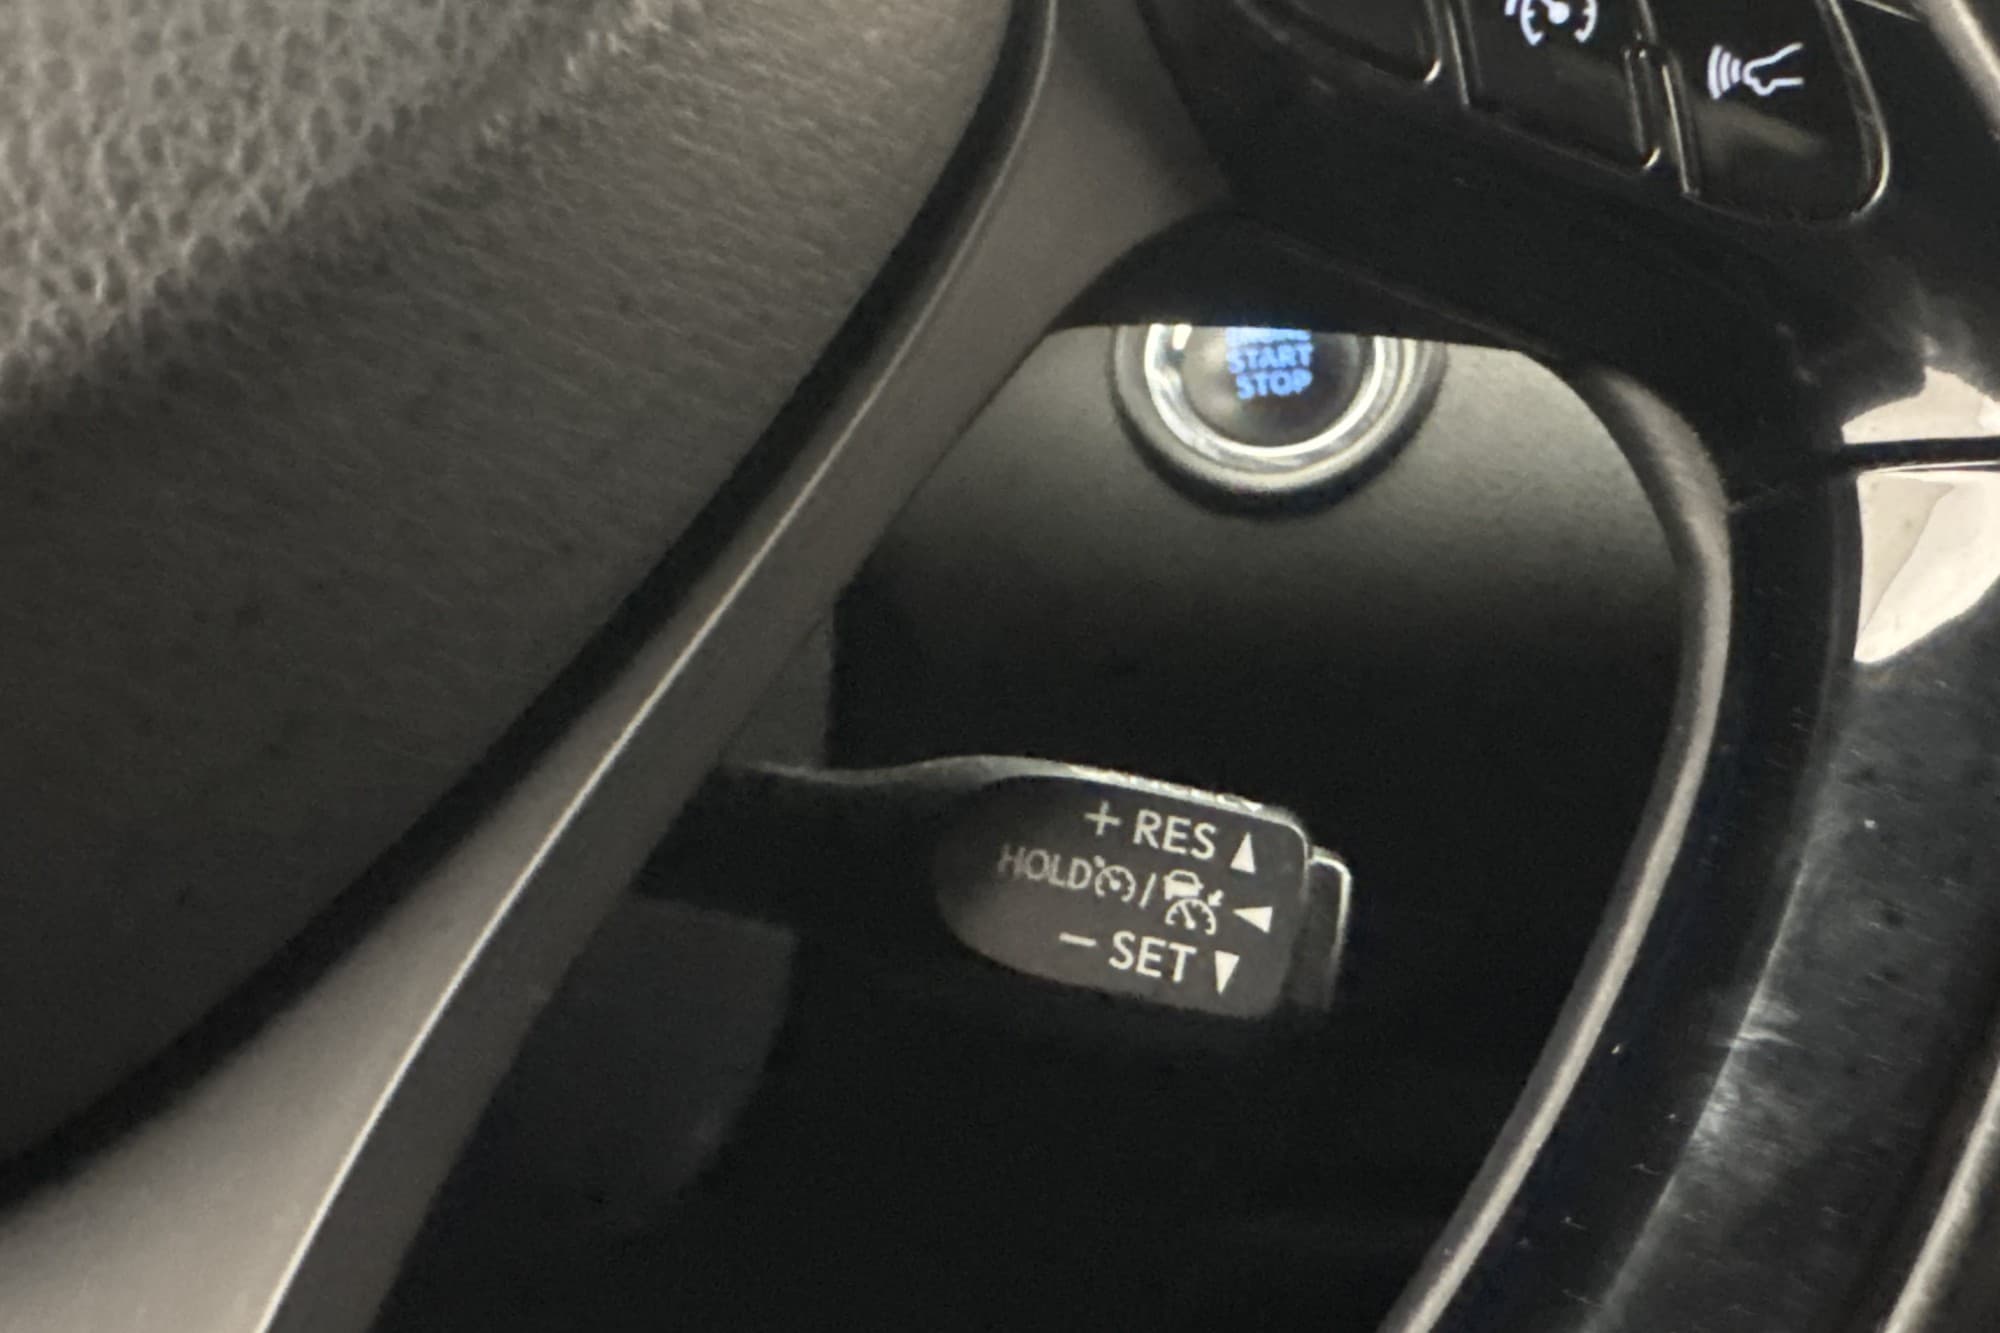 START
STOP
+ RES
HOLD /
− SET